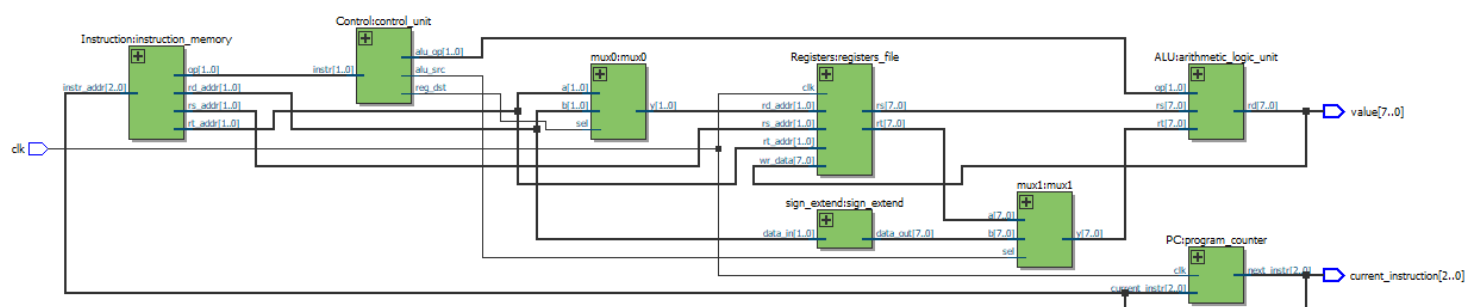 Control:control_unit
Instruction:instruction_memory
mux0:mux0
Registers:registers_file
ALU:arithmetic_logic_unit
alu_op[1..0]
op[1..0]
instr[1..0]
alu_src
instr_addr[2..0]
rd_addr[1..0]
reg_dst
a[1..0]
clk
op[1..0]
rs_addr[1..0]
b[1..0]
y[1..0]
rd_addr[1..0]
rs[7..0]
rs[7..0]
rd[7..0]
value[7..0]
rt_addr[1..0]
sel
rs_addr[1..0]
rt[7..0]
rt[7..0]
clk
rt_addr[1..0]
wr_data[7..0]
mux1:mux1
sign_extend:sign_extend
a[7..0]
data_in[1..0]
data_out[7..0]
b[7..0]
y[7..0]
PC:program_counter
sel
clk
next_instr[2..0]
current_instruction[2..0]
current_instr[2..0]